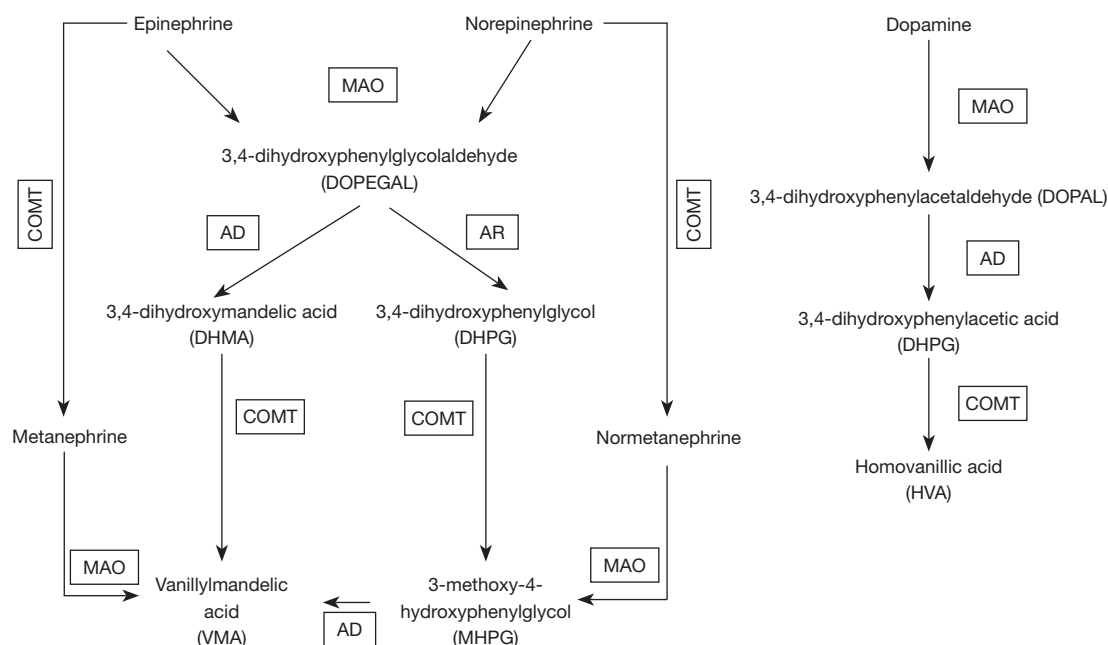 Epinephrine
Norepinephrine
Dopamine
MAO
MAO
3,4-dihydroxyphenylglycolaldehyde
(DOPEGAL)
COMT
COMT
3,4-dihydroxyphenylacetaldehyde (DOPAL)
AD
AR
AD
3,4-dihydroxymandelic acid
(DHMA)
3,4-dihydroxyphenylglycol
(DHPG)
3,4-dihydroxyphenylacetic acid
(DHPG)
COMT
COMT
COMT
Metanephrine
Normetanephrine
Homovanillic acid
(HVA)
MAO
MAO
Vanillylmandelic
acid
(VMA)
AD
3-methoxy-4-
hydroxyphenylglycol
(MHPG)